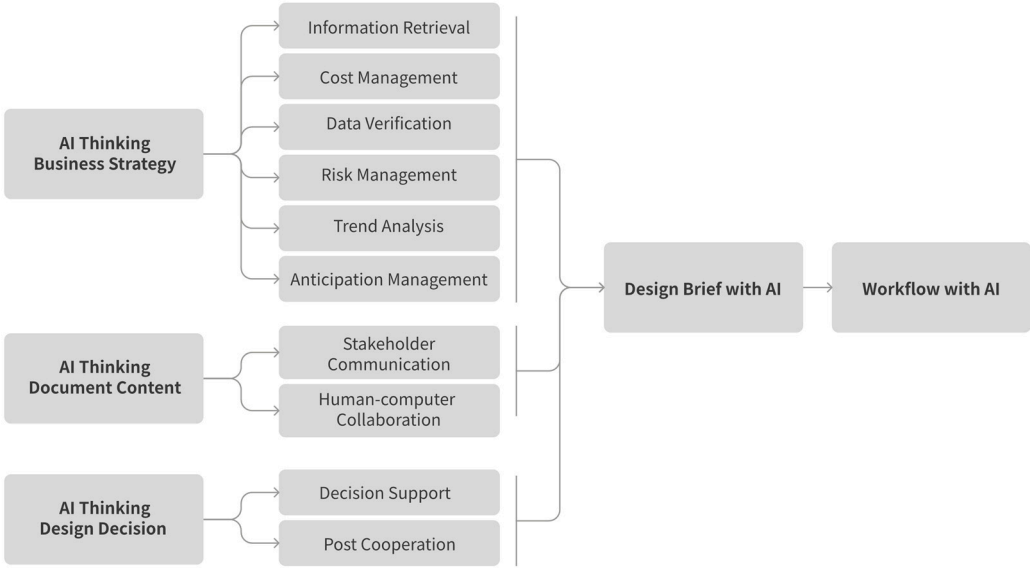 AI Thinking
Business Strategy
Information Retrieval
Cost Management
Data Verification
Risk Management
Trend Analysis
Anticipation Management
AI Thinking
Document Content
Stakeholder
Communication
Human-computer
Collaboration
AI Thinking
Design Decision
Decision Support
Post Cooperation
Design Brief with AI
Workflow with AI